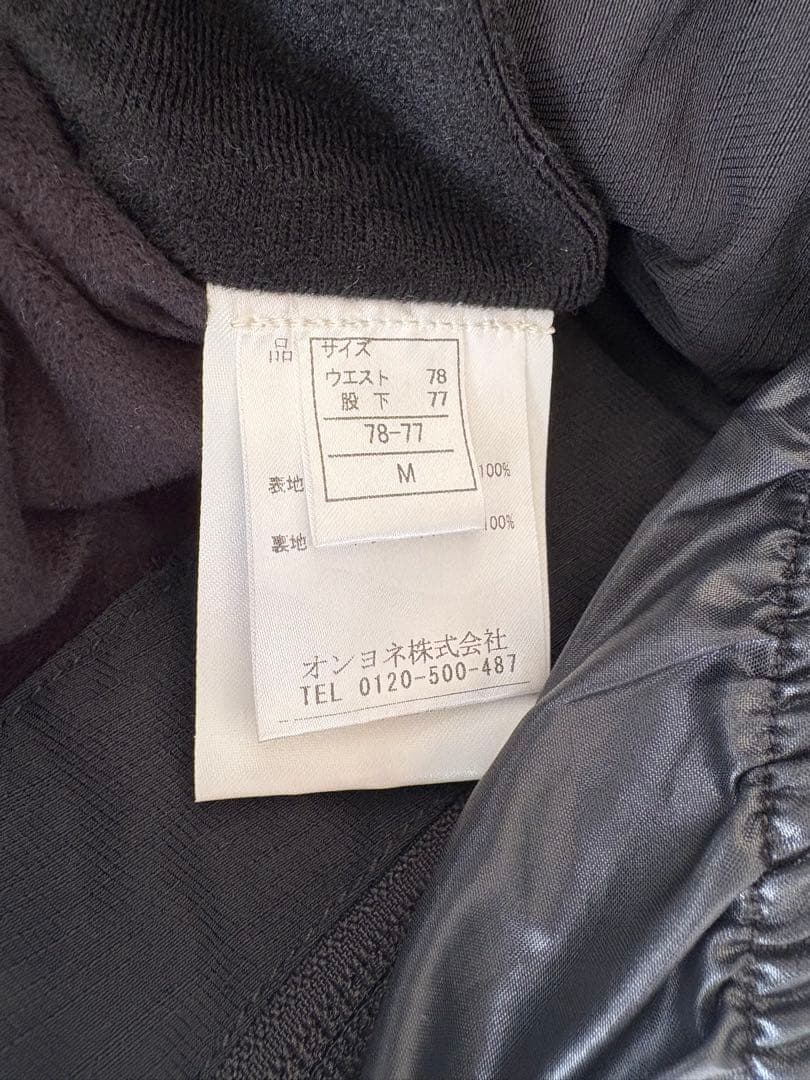 サイズ
ウエスト 78
股下 77
78-77
M
品
表地 100%
裏地 100%
オンヨネ株式会社
TEL 0120-500-487